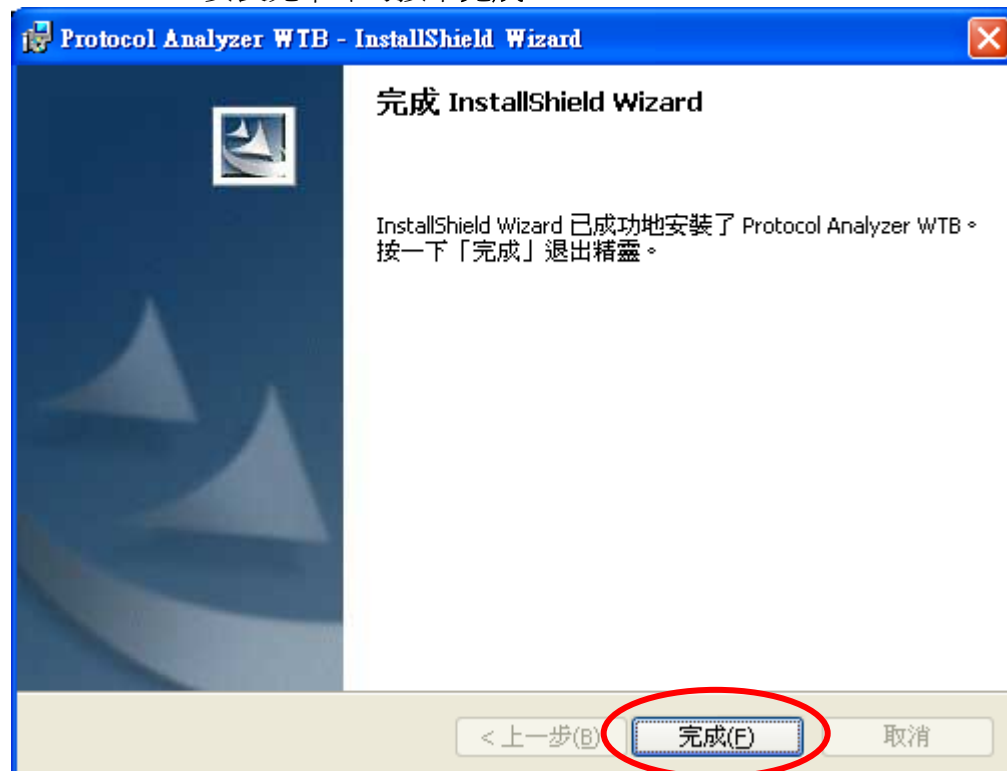 Protocol Analyzer WTB - InstallShield Wizard
完成 InstallShield Wizard
InstallShield Wizard 已成功地安裝了 Protocol Analyzer WTB。
按一下「完成」退出精靈。
< 上一步(B)
完成(F)
取消